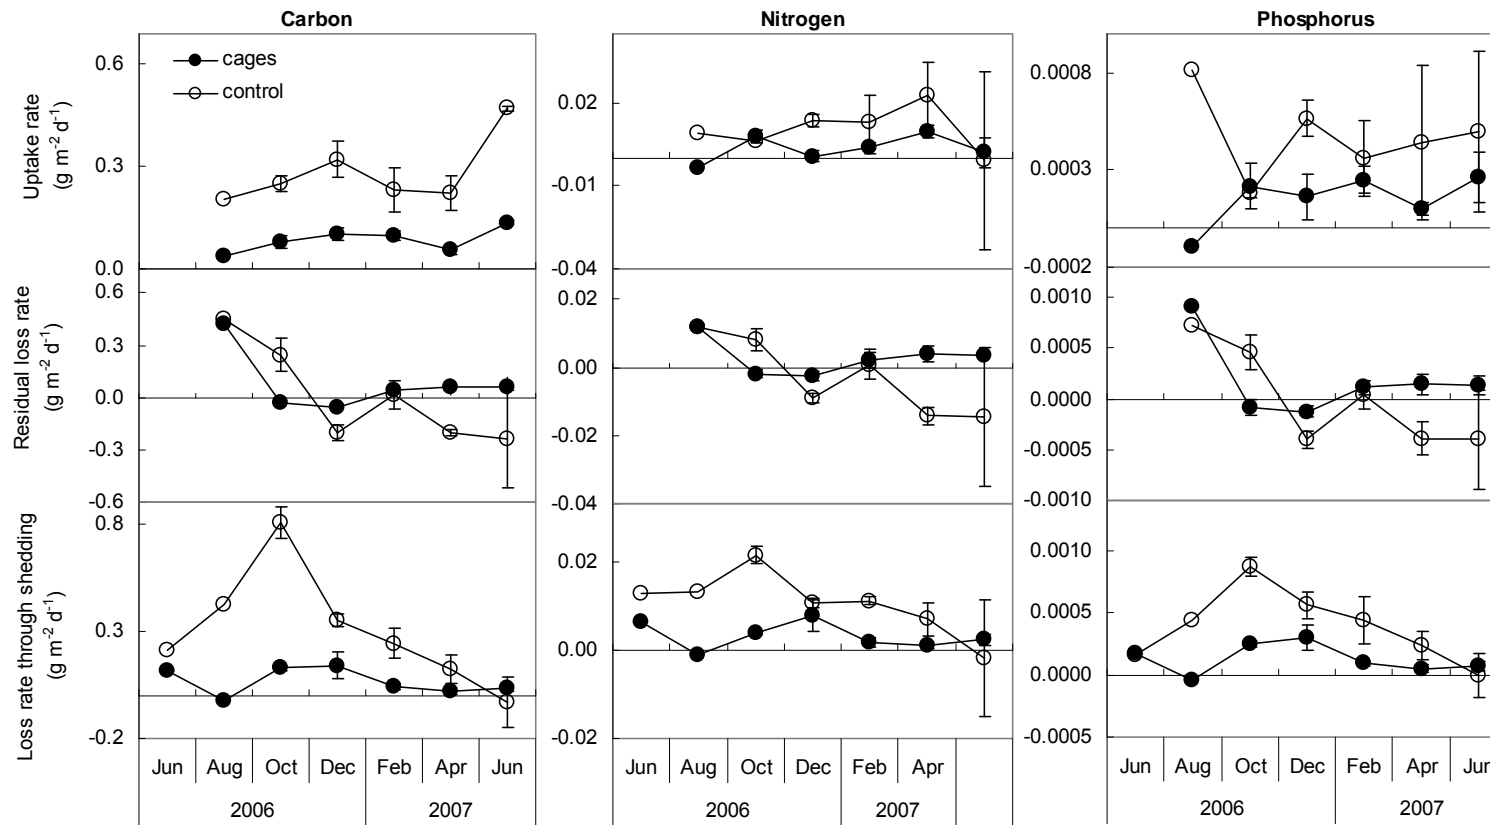 Carbon
Nitrogen
Phosphorus
cages
control
Uptake rate
(g m⁻² d⁻¹)
0.6
0.3
0.0
0.02
-0.01
-0.04
0.0008
0.0003
-0.0002
Residual loss rate
(g m⁻² d⁻¹)
0.6
0.3
0.0
-0.3
-0.6
0.02
0.00
-0.02
-0.04
0.0010
0.0005
0.0000
-0.0005
-0.0010
Loss rate through shedding
(g m⁻² d⁻¹)
0.8
0.3
-0.2
0.02
0.00
-0.02
0.0010
0.0005
0.0000
-0.0005
Jun Aug Oct Dec Feb Apr Jun
2006 2007
Jun Aug Oct Dec Feb Apr
2006 2007
Jun Aug Oct Dec Feb Apr Jun
2006 2007